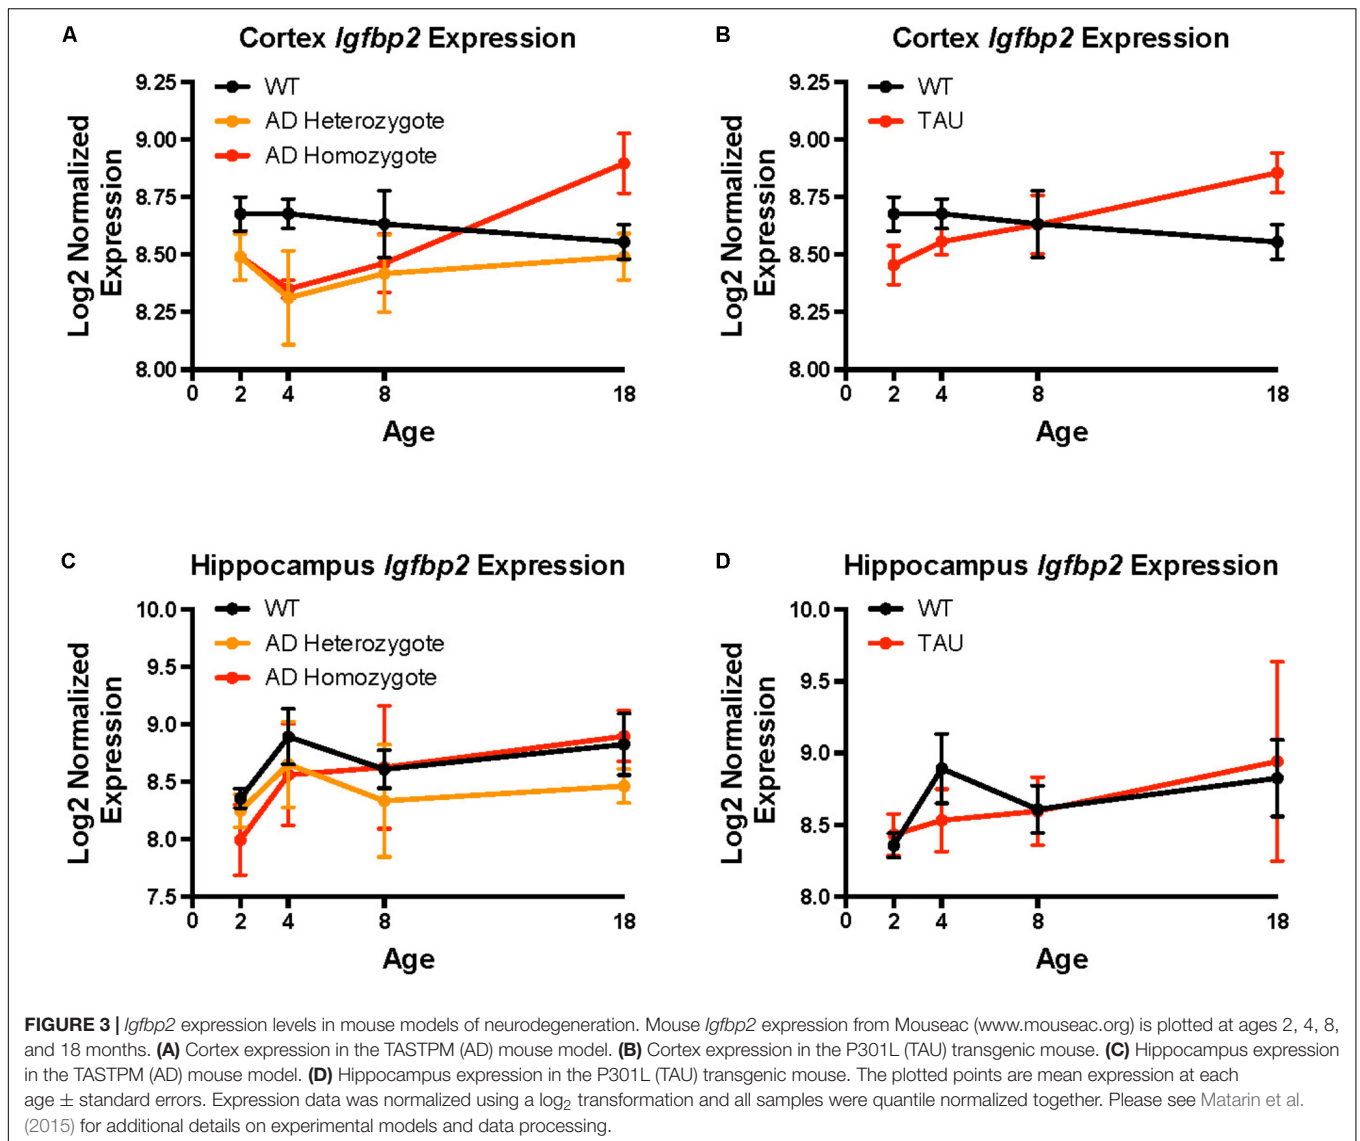 A
Cortex Igfbp2 Expression
9.25
9.00
8.75
8.50
8.25
8.00
Log2 Normalized
Expression
WT
AD Heterozygote
AD Homozygote
0 2 4 8 18
Age
B
Cortex Igfbp2 Expression
9.25
9.00
8.75
8.50
8.25
8.00
Log2 Normalized
Expression
WT
TAU
0 2 4 8 18
Age
C
Hippocampus Igfbp2 Expression
10.0
9.5
9.0
8.5
8.0
7.5
Log2 Normalized
Expression
WT
AD Heterozygote
AD Homozygote
0 2 4 8 18
Age
D
Hippocampus Igfbp2 Expression
10.0
9.5
9.0
8.5
8.0
Log2 Normalized
Expression
WT
TAU
0 2 4 8 18
Age
FIGURE 3 | Igfbp2 expression levels in mouse models of neurodegeneration. Mouse Igfbp2 expression from Mouseac (www.mouseac.org) is plotted at ages 2, 4, 8,
and 18 months. (A) Cortex expression in the TASTPM (AD) mouse model. (B) Cortex expression in the P301L (TAU) transgenic mouse. (C) Hippocampus expression
in the TASTPM (AD) mouse model. (D) Hippocampus expression in the P301L (TAU) transgenic mouse. The plotted points are mean expression at each
age ± standard errors. Expression data was normalized using a log₂ transformation and all samples were quantile normalized together. Please see Matarin et al.
(2015) for additional details on experimental models and data processing.